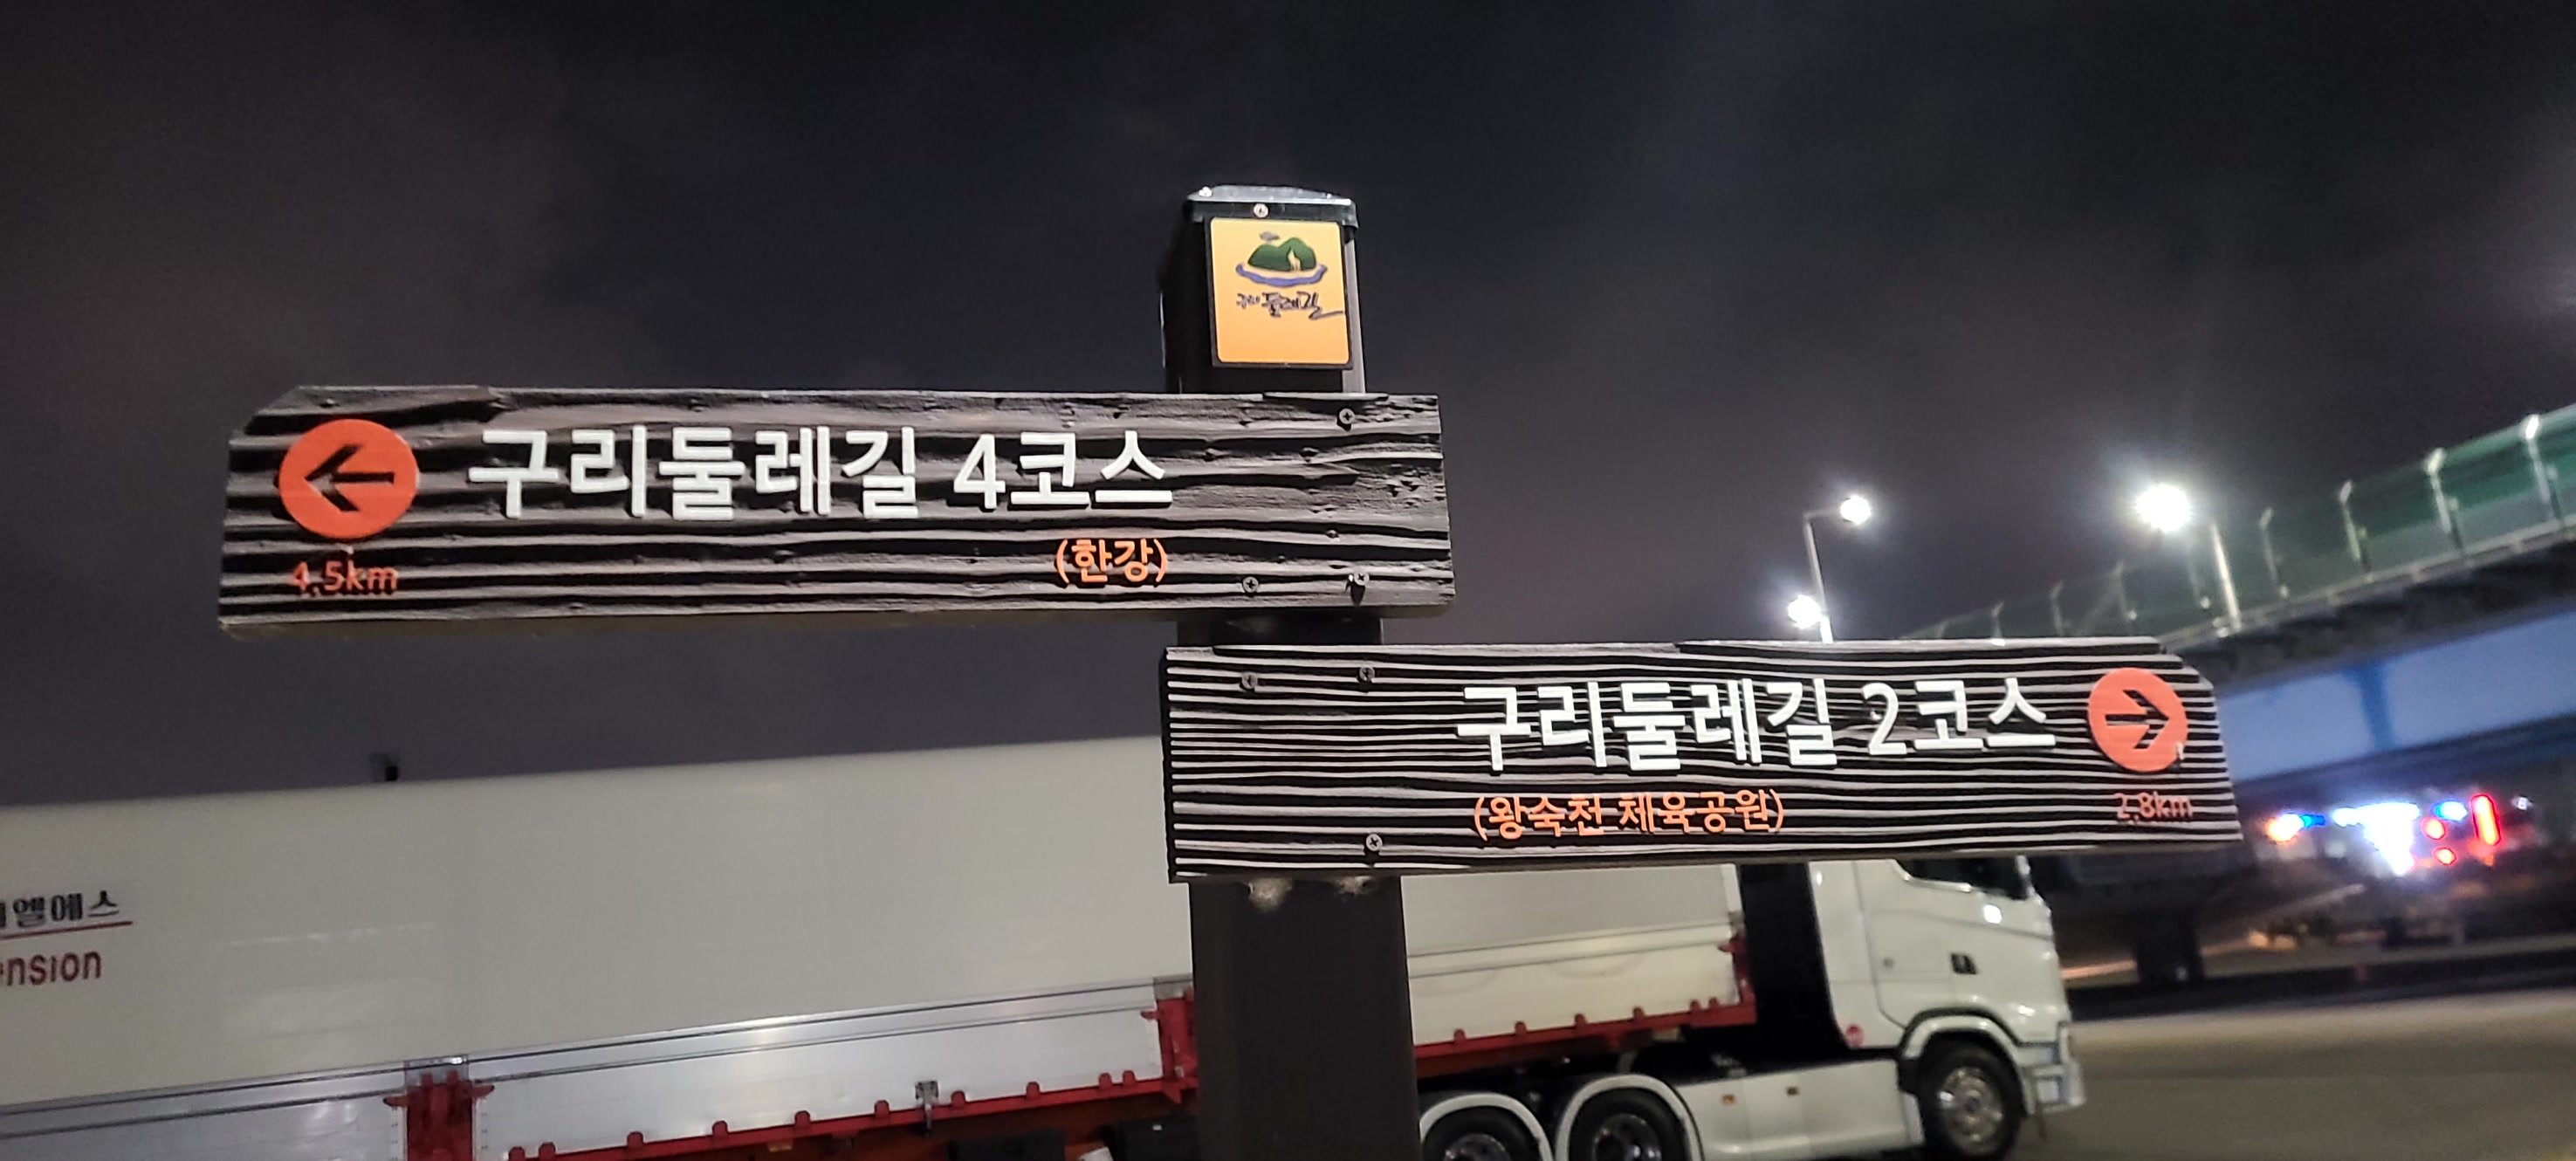 구리둘레길
구리둘레길 4코스
(한강)
4.5km
구리둘레길 2코스
(왕숙천 체육공원)
2.8km
엘에스
ension